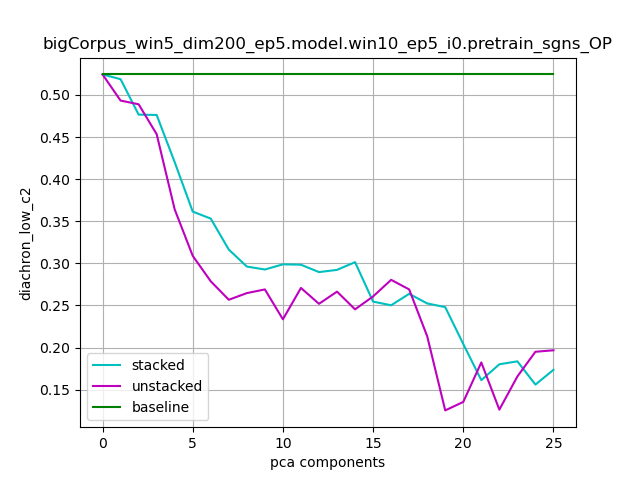 bigCorpus_win5_dim200_ep5.model.win10_ep5_i0.pretrain_sgns_OP
0.50
0.45
0.40
0.35
0.30
0.25
0.20
0.15
diachron_low_c2
stacked
unstacked
baseline
0 5 10 15 20 25
pca components